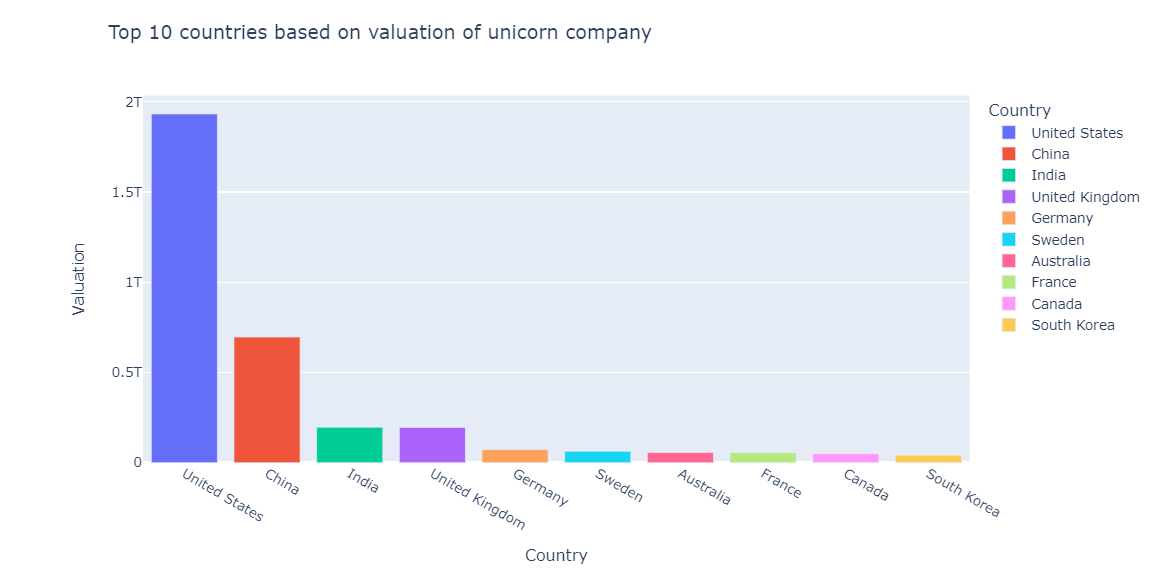 Top 10 countries based on valuation of unicorn company
2T
1.5T
1T
0.5T
0
Valuation
United States
China
India
United Kingdom
Germany
Sweden
Australia
France
Canada
South Korea
Country
Country
United States
China
India
United Kingdom
Germany
Sweden
Australia
France
Canada
South Korea